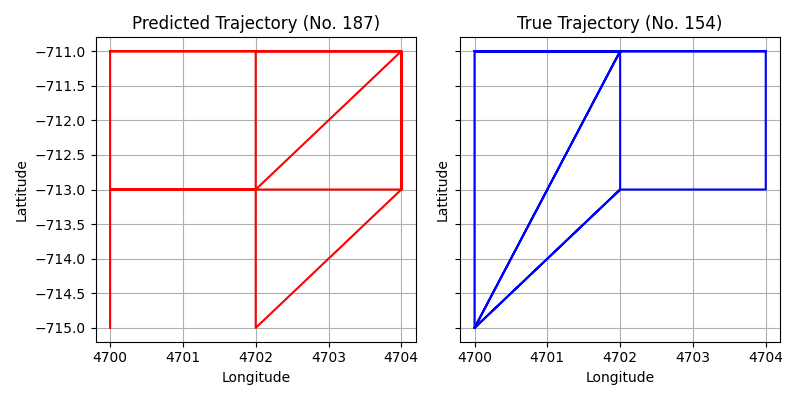 Predicted Trajectory (No. 187)
True Trajectory (No. 154)
Lattitude
−711.0
−711.5
−712.0
−712.5
−713.0
−713.5
−714.0
−714.5
−715.0
4700 4701 4702 4703 4704
Longitude
Lattitude
4700 4701 4702 4703 4704
Longitude